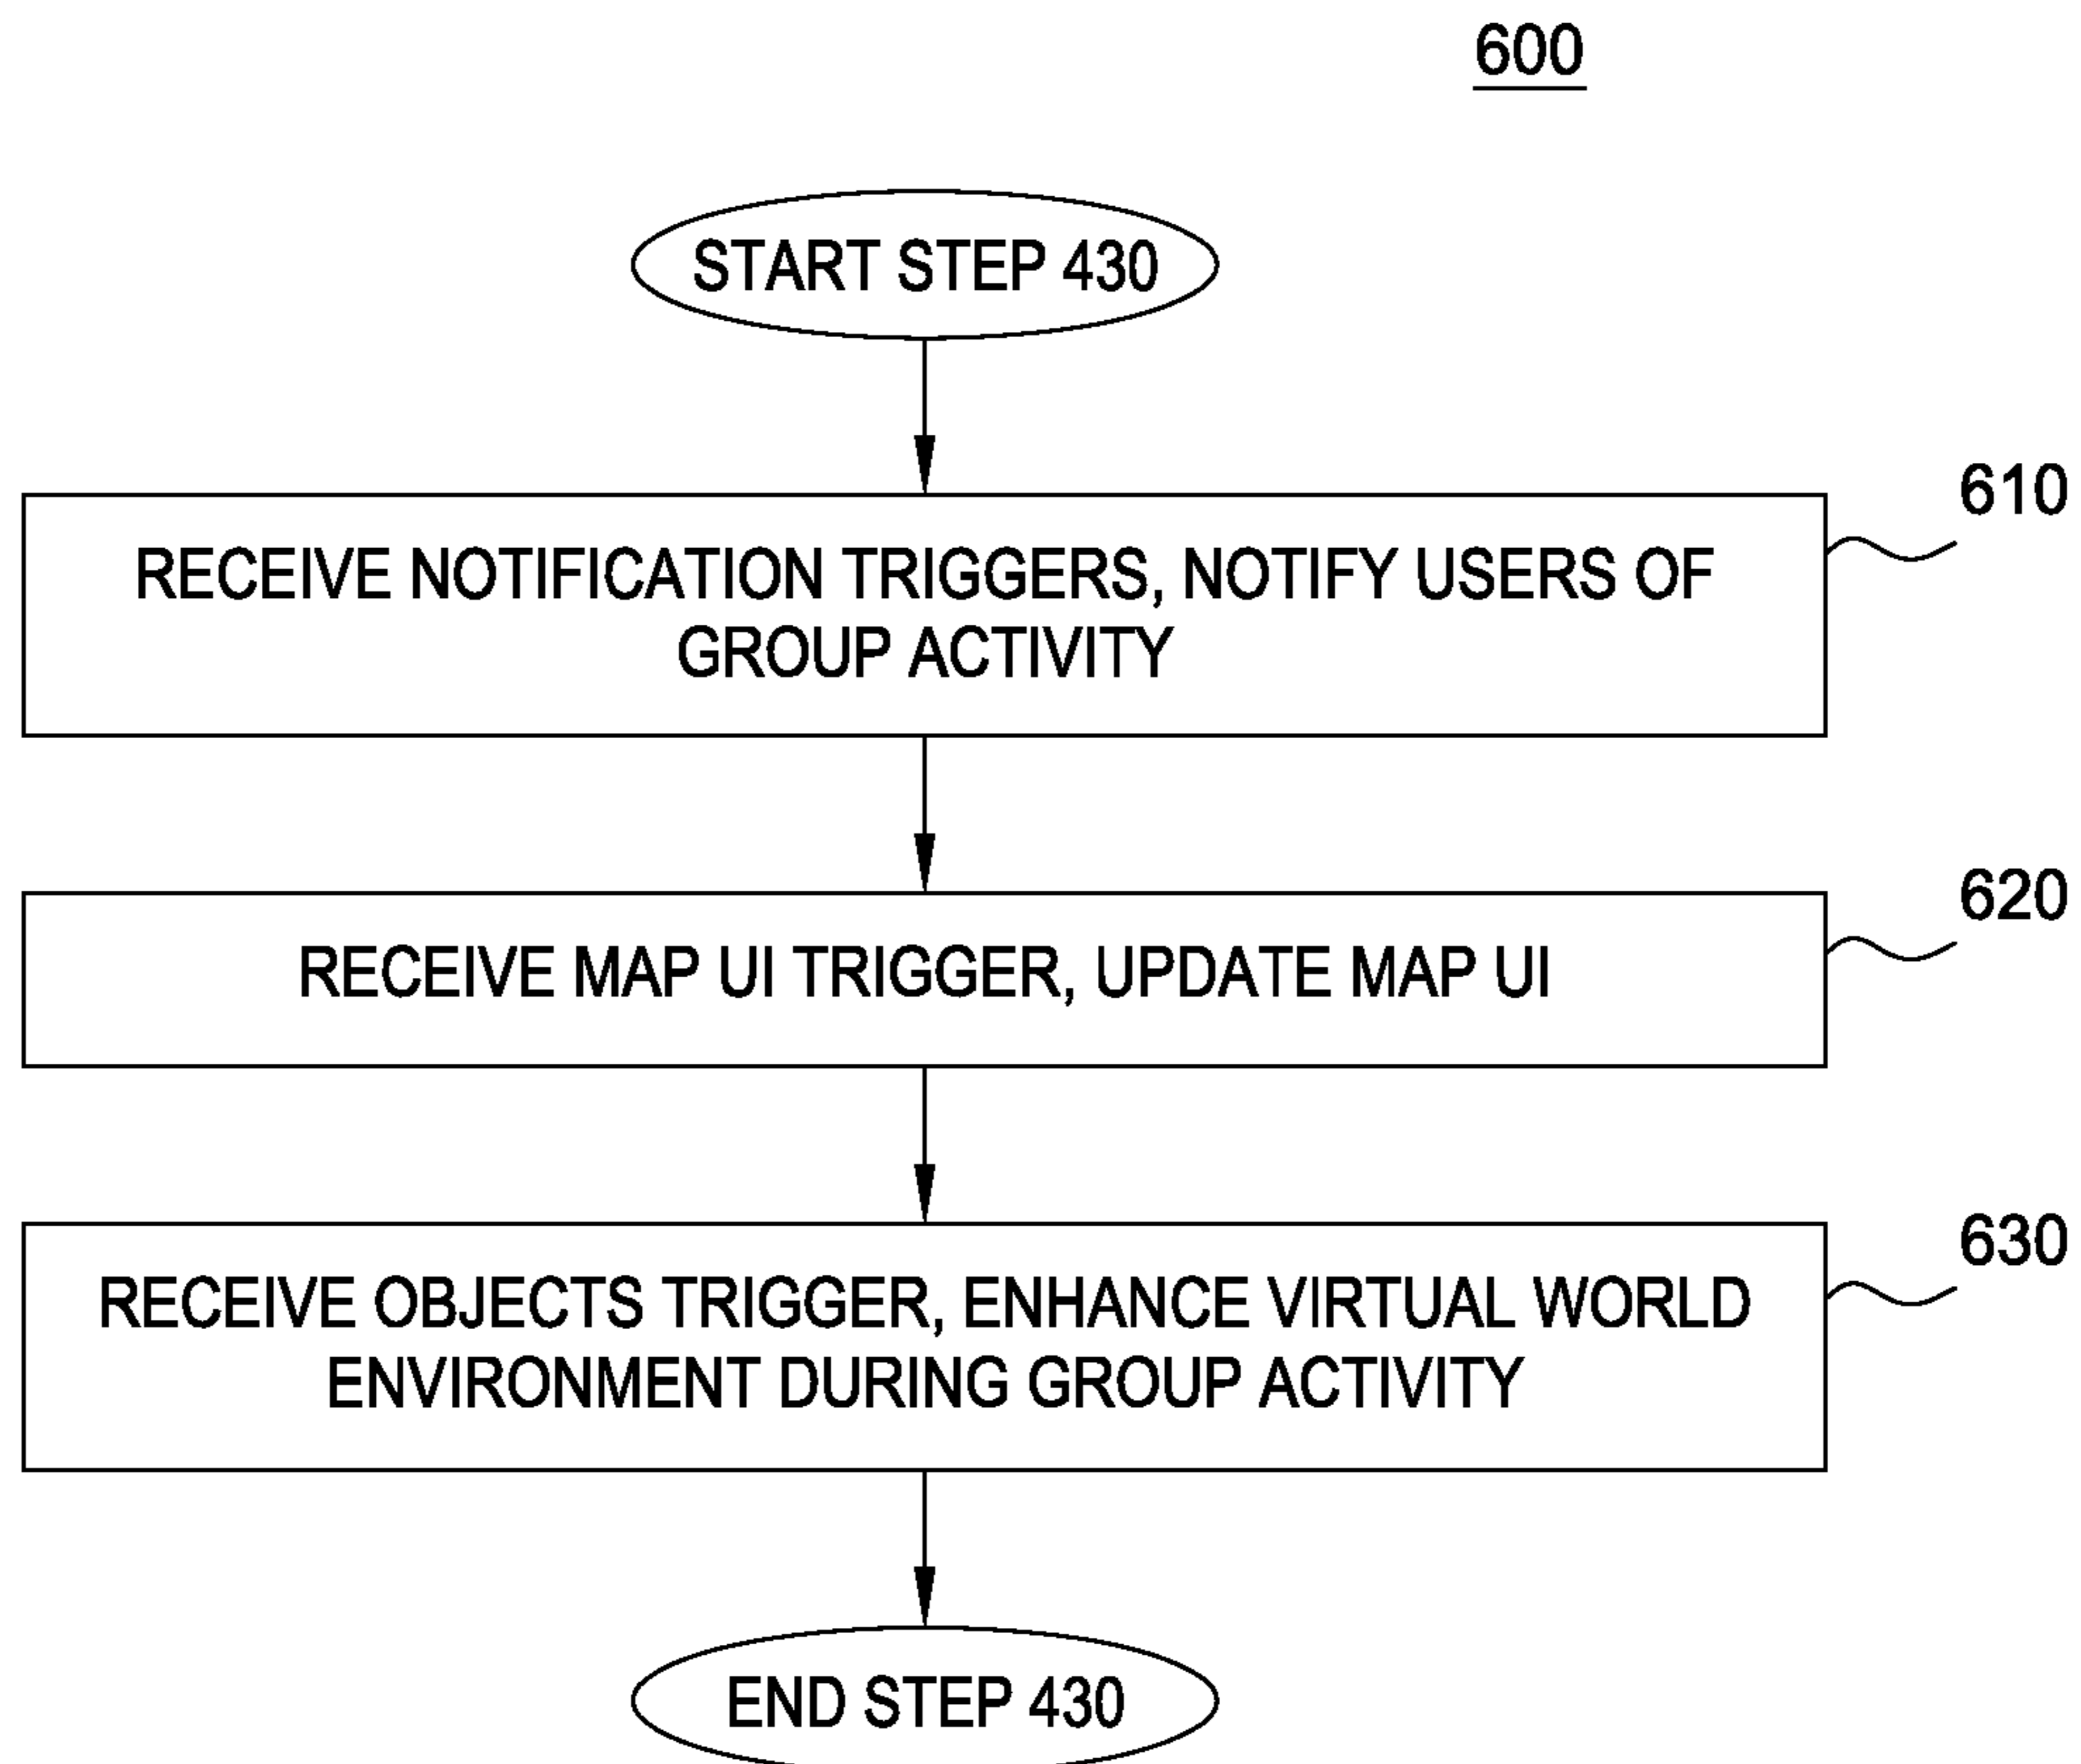 600
START STEP 430
610
RECEIVE NOTIFICATION TRIGGERS, NOTIFY USERS OF
GROUP ACTIVITY
620
RECEIVE MAP UI TRIGGER, UPDATE MAP UI
630
RECEIVE OBJECTS TRIGGER, ENHANCE VIRTUAL WORLD
ENVIRONMENT DURING GROUP ACTIVITY
END STEP 430